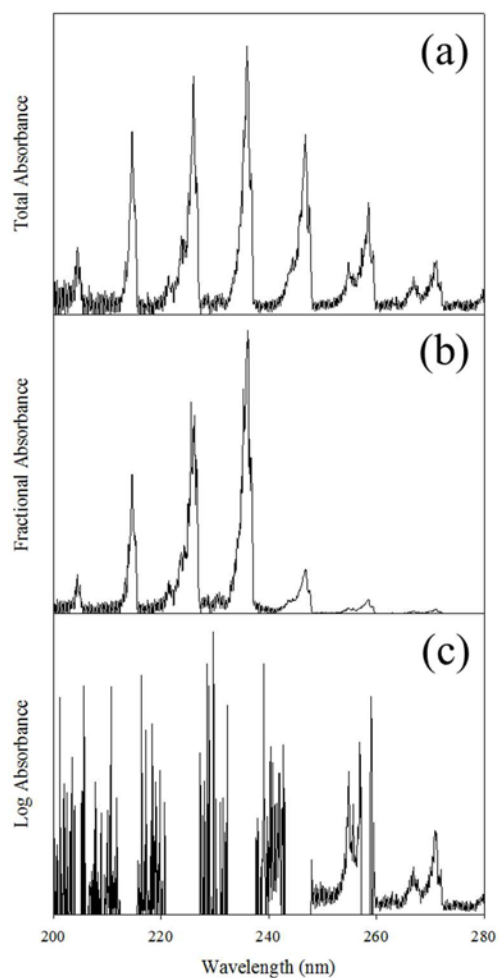 (a)
Total Absorbance
(b)
Fractional Absorbance
(c)
Log Absorbance
200 220 240 260 280
Wavelength (nm)